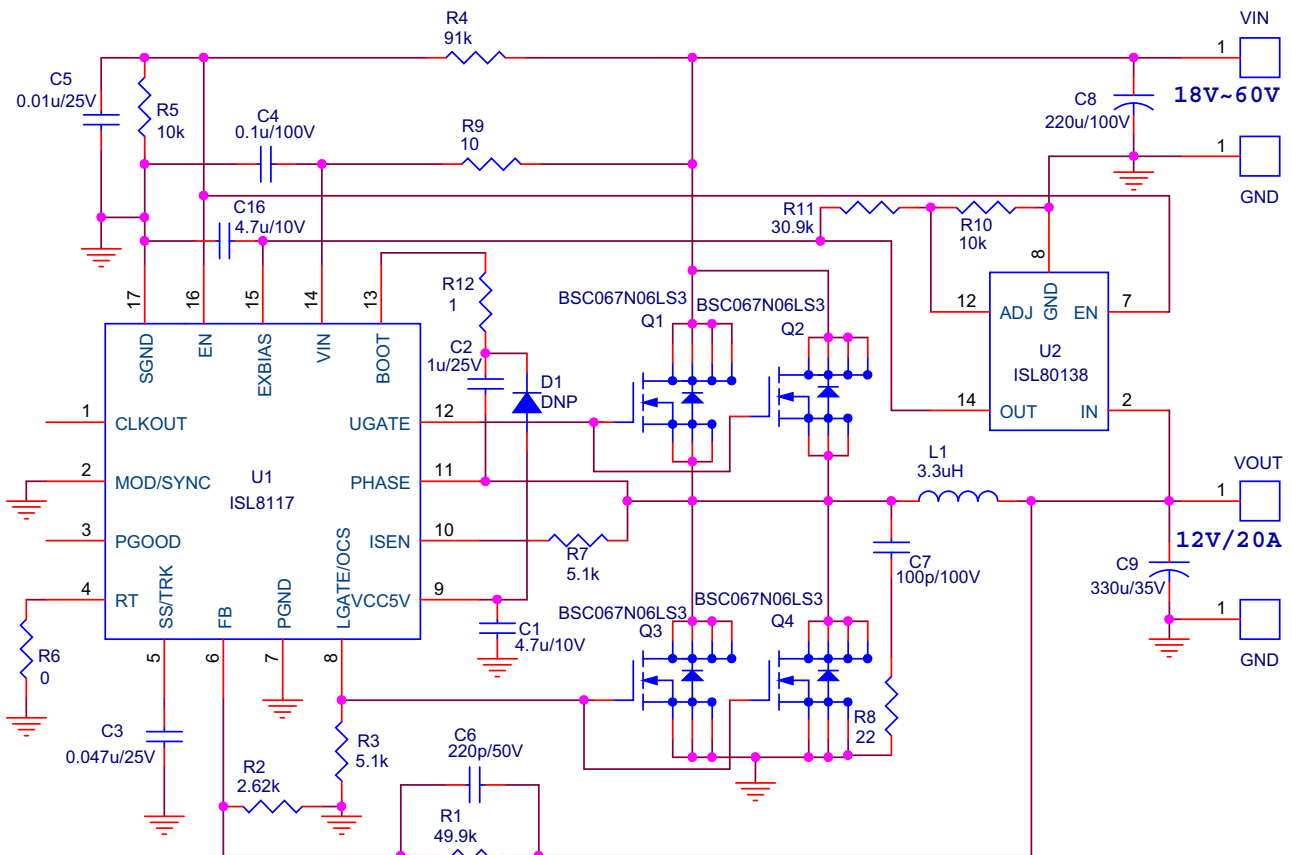 R4
91k
VIN
1
18V~60V
C5
0.01u/25V
R5
10k
C4
0.1u/100V
R9
10
C8
220u/100V
1
GND
C16
4.7u/10V
R11
30.9k
R10
10k
17
16
15
14
13
R12
1
8
BSC067N06LS3
Q1
BSC067N06LS3
Q2
12
ADJ
GND
EN
7
U2
ISL80138
14
OUT
IN
2
SGND
EN
EXBIAS
VIN
BOOT
C2
1u/25V
D1
DNP
1
CLKOUT
UGATE
12
2
MOD/SYNC
U1
ISL8117
PHASE
11
3
PGOOD
ISEN
10
4
RT
SS/TRK
FB
PGND
LGATE/OCS
VCC5V
9
L1
3.3uH
VOUT
1
12V/20A
R7
5.1k
C7
100p/100V
C9
330u/35V
1
GND
C1
4.7u/10V
BSC067N06LS3
Q3
BSC067N06LS3
Q4
R6
0
5
6
7
8
R8
22
C3
0.047u/25V
R2
2.62k
R3
5.1k
C6
220p/50V
R1
49.9k